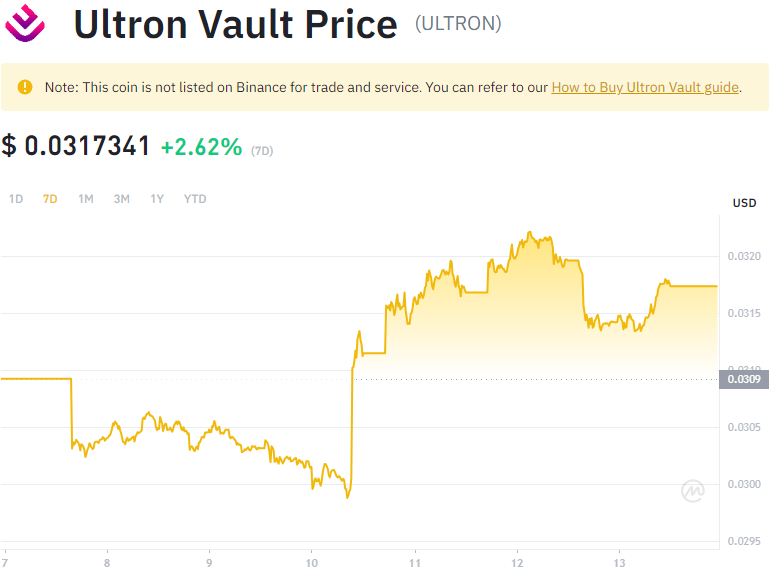 Ultron Vault Price (ULTRON)
Note: This coin is not listed on Binance for trade and service. You can refer to our How to Buy Ultron Vault guide.
$ 0.0317341 +2.62% (7D)
1D 7D 1M 3M 1Y YTD
USD
0.0320
0.0315
0.0310
0.0309
0.0305
0.0300
0.0295
7 8 9 10 11 12 13